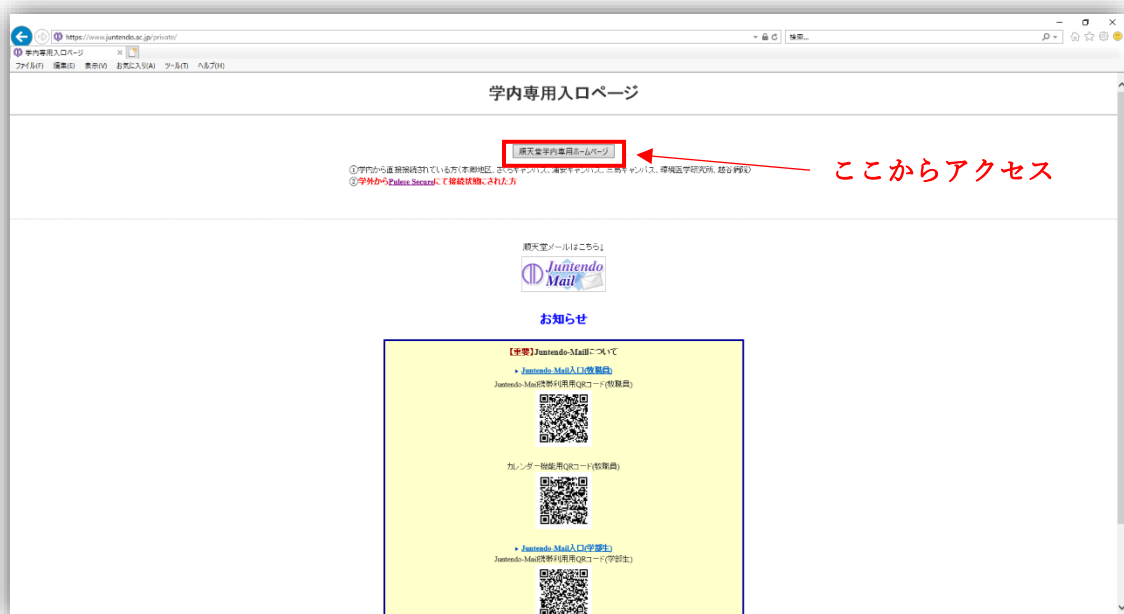 https://www.juntendo.ac.jp/private/
検索...
学内専用入口ページ
ファイル(F) 編集(E) 表示(V) お気に入り(A) ツール(T) ヘルプ(H)
学内専用入口ページ
順天堂学内専用ホームページ
ここからアクセス
①学内から直接接続されている方(本郷地区、さくらキャンパス、浦安キャンパス、三島キャンパス、環境医学研究所、越谷病院)
②学外からPulese Secureにて接続状態にされた方
順天堂メールはこちら↓
Juntendo
Mail
お知らせ
【重要】Juntendo-Mailについて
Juntendo-Mail入口(教職員)
Juntendo-Mail携帯利用用QRコード(教職員)
カレンダー機能用QRコード(教職員)
Juntendo-Mail入口(学部生)
Juntendo-Mail携帯利用用QRコード(学部生)